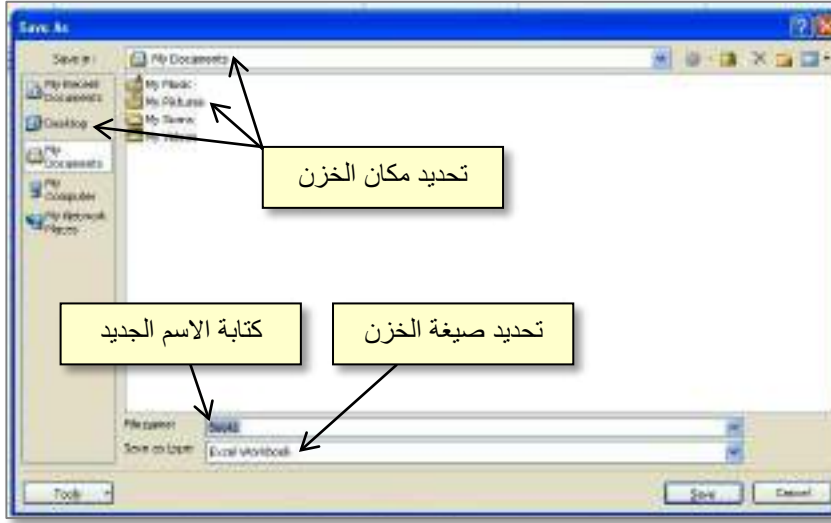 Save As
Save in:
My Documents
My Recent
Documents
Desktop
My
Documents
My
Computer
My Network
Places
My Music
My Pictures
My
تحديد مكان الخزن
كتابة الاسم الجديد
تحديد صيغة الخزن
File name:
Save as type:
Excel Workbook
Tools
Save
Cancel